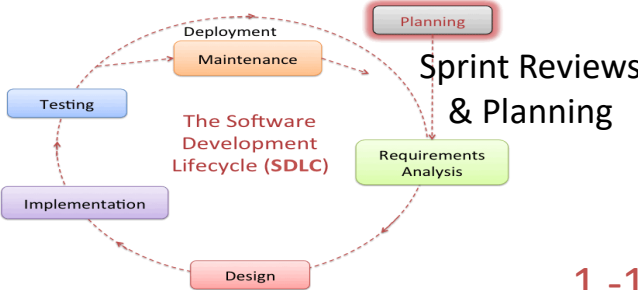 Planning
Deployment
Maintenance
Sprint Reviews
& Planning
Testing
The Software
Development
Lifecycle (SDLC)
Requirements
Analysis
Implementation
Design
1 -1